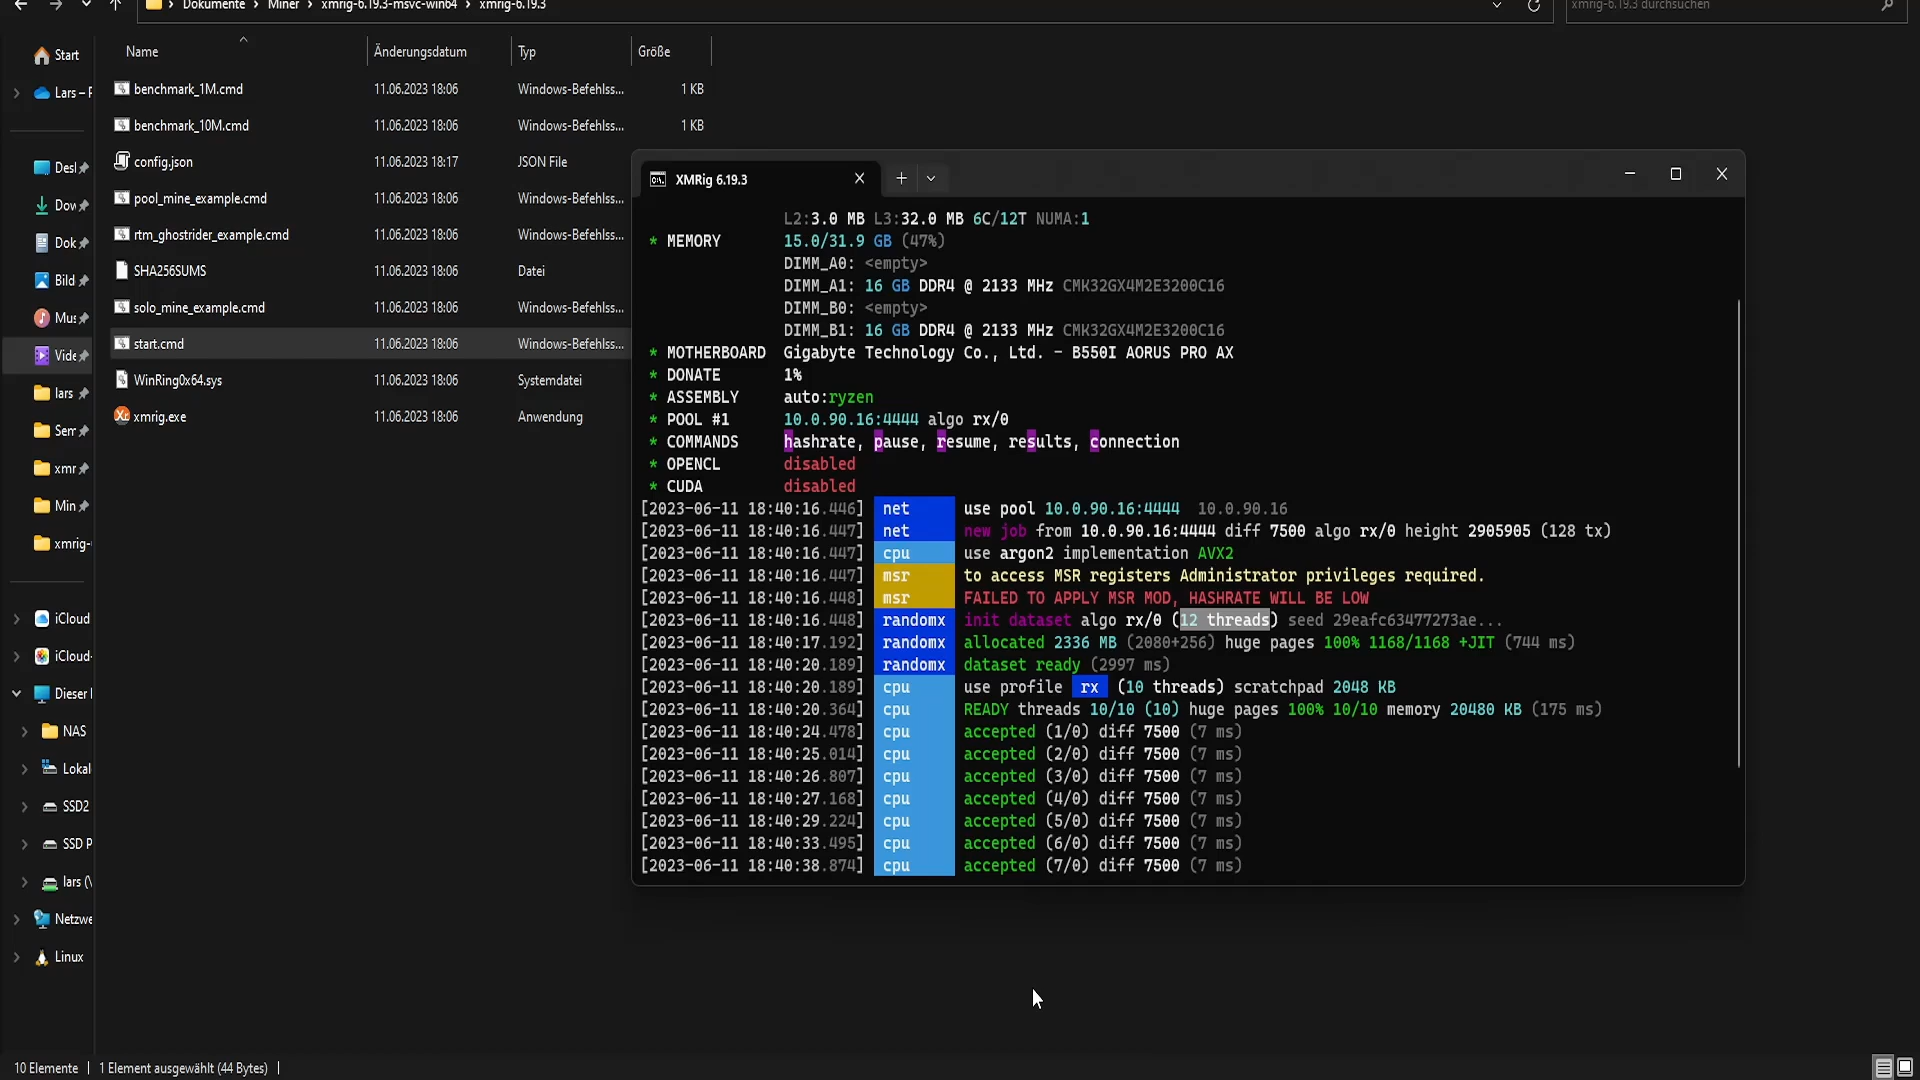 Dokumente > Miner > xmrig-6.19.3-msvc-win64 > xmrig-6.19.3
xmrig-6.19.3 durchsuchen
Name Änderungsdatum Typ Größe
Start
Lars – P
Desl
Dow
Dok
Bild
Mus
Vide
lars
Sem
xmr
Min
xmrig-
iCloud
iCloud-
Dieser I
NAS
Lokal
SSD2
SSD P
lars (\
Netzwe
Linux
benchmark_1M.cmd 11.06.2023 18:06 Windows-Befehlss... 1 KB
benchmark_10M.cmd 11.06.2023 18:06 Windows-Befehlss... 1 KB
config.json 11.06.2023 18:17 JSON File
pool_mine_example.cmd 11.06.2023 18:06 Windows-Befehlss...
rtm_ghostrider_example.cmd 11.06.2023 18:06 Windows-Befehlss...
SHA256SUMS 11.06.2023 18:06 Datei
solo_mine_example.cmd 11.06.2023 18:06 Windows-Befehlss...
start.cmd 11.06.2023 18:06 Windows-Befehlss...
WinRing0x64.sys 11.06.2023 18:06 Systemdatei
xmrig.exe 11.06.2023 18:06 Anwendung
XMRig 6.19.3
L2:3.0 MB L3:32.0 MB 6C/12T NUMA:1
* MEMORY 15.0/31.9 GB (47%)
DIMM_A0: <empty>
DIMM_A1: 16 GB DDR4 @ 2133 MHz CMK32GX4M2E3200C16
DIMM_B0: <empty>
DIMM_B1: 16 GB DDR4 @ 2133 MHz CMK32GX4M2E3200C16
* MOTHERBOARD Gigabyte Technology Co., Ltd. - B550I AORUS PRO AX
* DONATE 1%
* ASSEMBLY auto:ryzen
* POOL #1 10.0.90.16:4444 algo rx/0
* COMMANDS hashrate, pause, resume, results, connection
* OPENCL disabled
* CUDA disabled
[2023-06-11 18:40:16.446] net use pool 10.0.90.16:4444 10.0.90.16
[2023-06-11 18:40:16.447] net new job from 10.0.90.16:4444 diff 7500 algo rx/0 height 2905905 (128 tx)
[2023-06-11 18:40:16.447] cpu use argon2 implementation AVX2
[2023-06-11 18:40:16.447] msr to access MSR registers Administrator privileges required.
[2023-06-11 18:40:16.448] msr FAILED TO APPLY MSR MOD, HASHRATE WILL BE LOW
[2023-06-11 18:40:16.448] randomx init dataset algo rx/0 (12 threads) seed 29eafc63477273ae...
[2023-06-11 18:40:17.192] randomx allocated 2336 MB (2080+256) huge pages 100% 1168/1168 +JIT (744 ms)
[2023-06-11 18:40:20.189] randomx dataset ready (2997 ms)
[2023-06-11 18:40:20.189] cpu use profile rx (10 threads) scratchpad 2048 KB
[2023-06-11 18:40:20.364] cpu READY threads 10/10 (10) huge pages 100% 10/10 memory 20480 KB (175 ms)
[2023-06-11 18:40:24.478] cpu accepted (1/0) diff 7500 (7 ms)
[2023-06-11 18:40:25.014] cpu accepted (2/0) diff 7500 (7 ms)
[2023-06-11 18:40:26.807] cpu accepted (3/0) diff 7500 (7 ms)
[2023-06-11 18:40:27.168] cpu accepted (4/0) diff 7500 (7 ms)
[2023-06-11 18:40:29.224] cpu accepted (5/0) diff 7500 (7 ms)
[2023-06-11 18:40:33.495] cpu accepted (6/0) diff 7500 (7 ms)
[2023-06-11 18:40:38.874] cpu accepted (7/0) diff 7500 (7 ms)
10 Elemente | 1 Element ausgewählt (44 Bytes) |